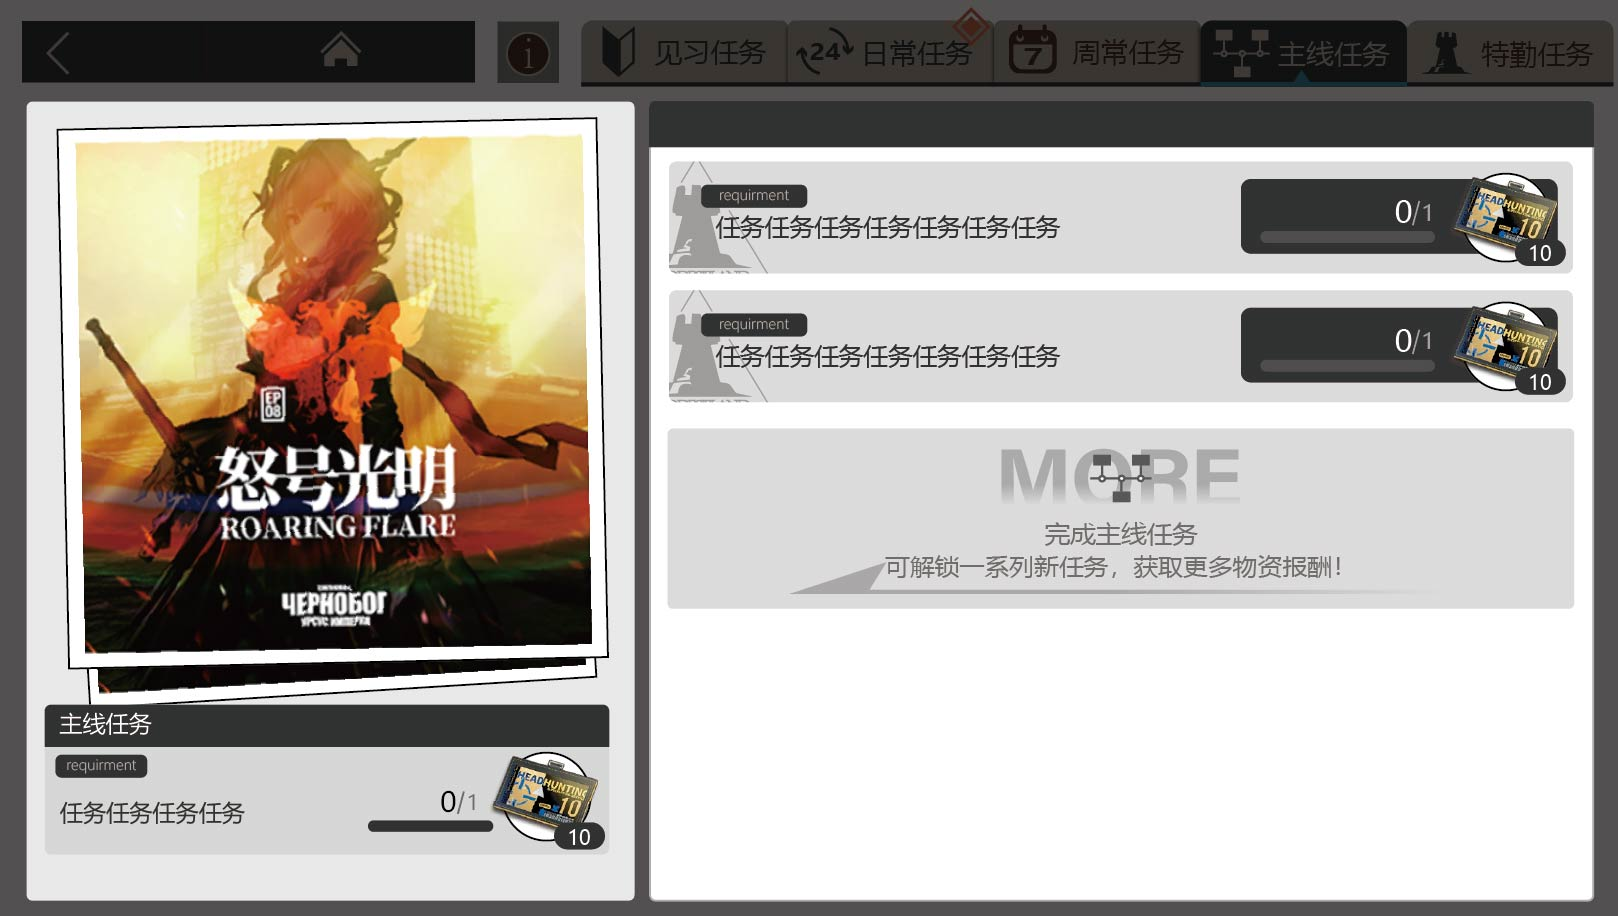 见习任务
24
日常任务
7
周常任务
主线任务
特勤任务
EP
08
怒号光明
ROARING FLARE
ЧЕРНОБОГ
主线任务
requirment
任务任务任务任务
0/1
HEADHUNTING
10
10
requirment
任务任务任务任务任务任务任务
0/1
HEADHUNTING
10
10
requirment
任务任务任务任务任务任务任务
0/1
HEADHUNTING
10
10
MORE
完成主线任务
可解锁一系列新任务，获取更多物资报酬！